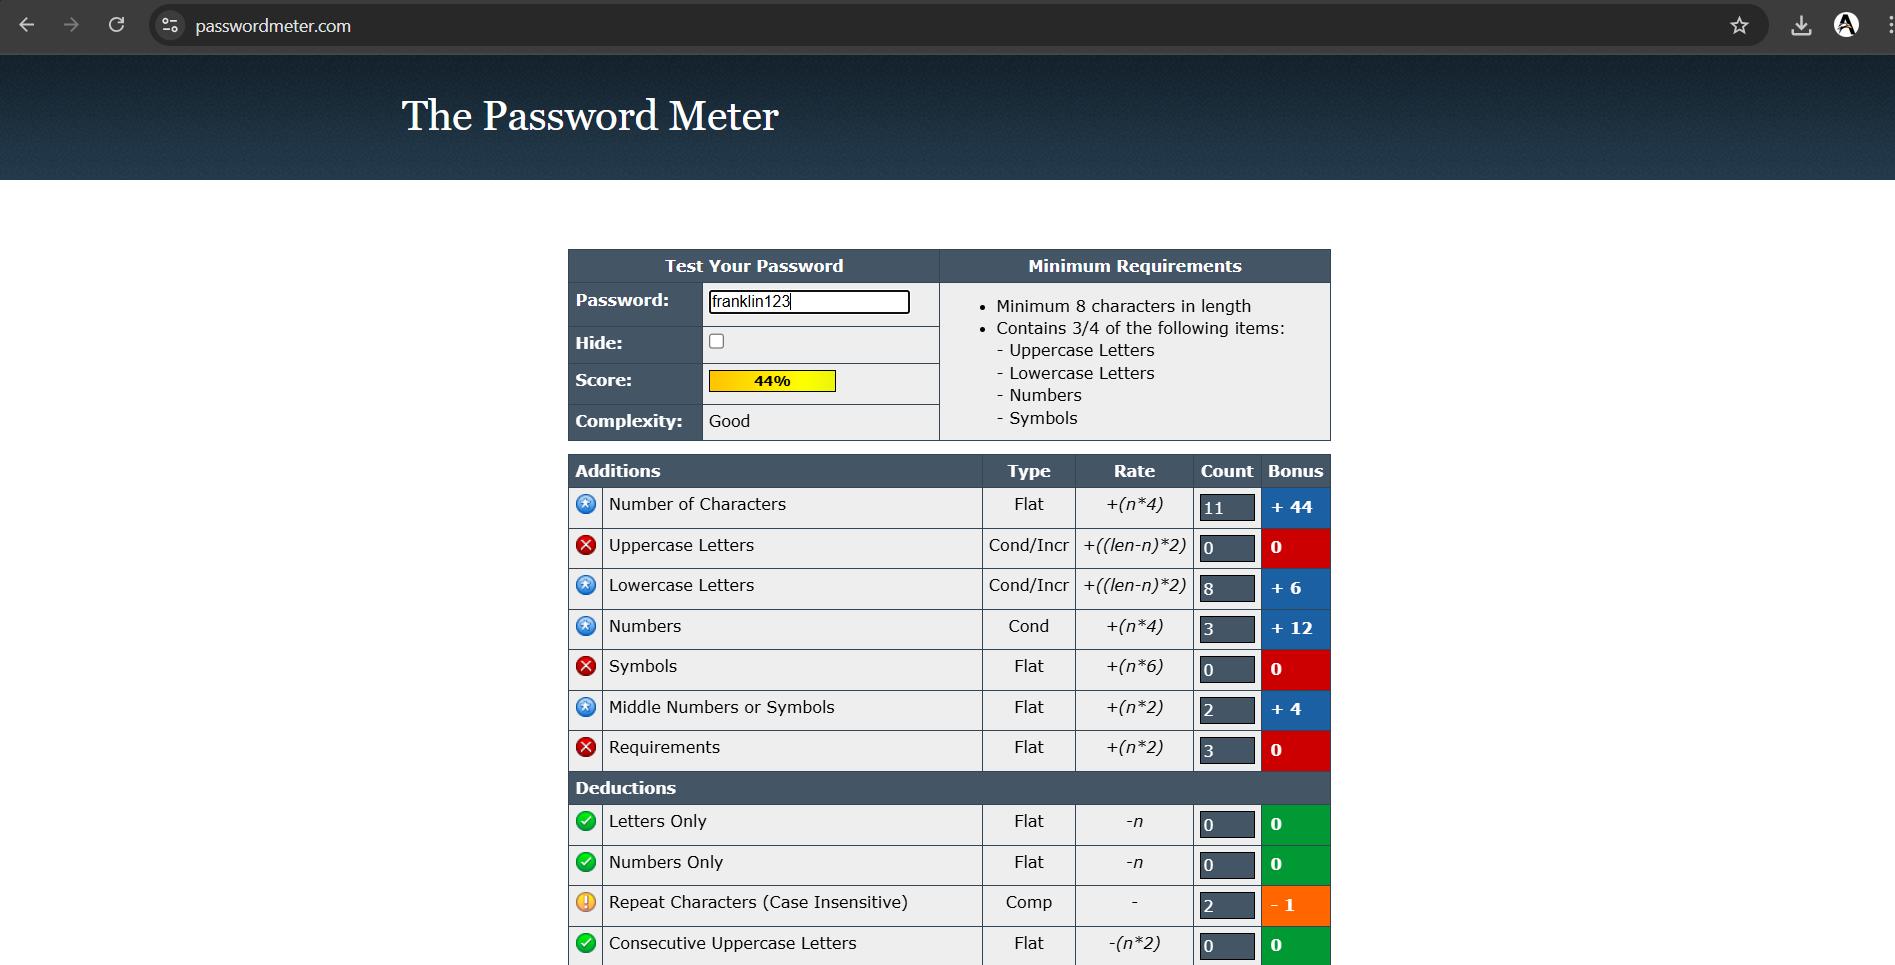 passwordmeter.com
The Password Meter
Test Your Password Minimum Requirements
Password: franklin123
Hide:
Score: 44%
Complexity: Good
• Minimum 8 characters in length
• Contains 3/4 of the following items:
- Uppercase Letters
- Lowercase Letters
- Numbers
- Symbols
Additions Type Rate Count Bonus
Number of Characters Flat +(n*4) 11 + 44
Uppercase Letters Cond/Incr +((len-n)*2) 0 0
Lowercase Letters Cond/Incr +((len-n)*2) 8 + 6
Numbers Cond +(n*4) 3 + 12
Symbols Flat +(n*6) 0 0
Middle Numbers or Symbols Flat +(n*2) 2 + 4
Requirements Flat +(n*2) 3 0
Deductions
Letters Only Flat -n 0 0
Numbers Only Flat -n 0 0
Repeat Characters (Case Insensitive) Comp - 2 - 1
Consecutive Uppercase Letters Flat -(n*2) 0 0